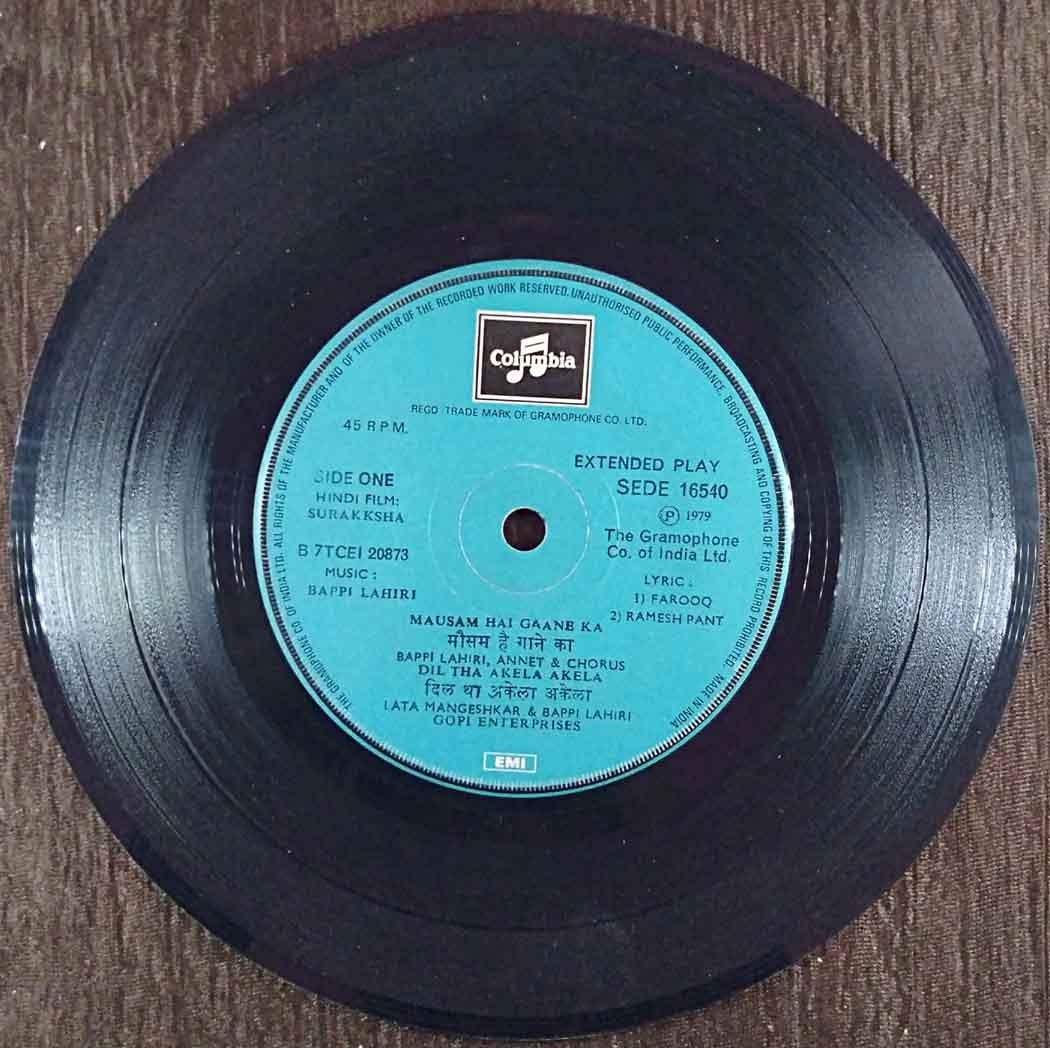 THE GRAMOPHONE CO. OF INDIA LTD. ALL RIGHTS OF THE MANUFACTURER AND OF THE OWNER OF THE RECORDED WORK RESERVED. UNAUTHORISED PUBLIC PERFORMANCE, BROADCASTING AND COPYING OF THIS RECORD PROHIBITED. MADE IN INDIA
Columbia
REGD TRADE MARK OF GRAMOPHONE CO. LTD.
45 R.P.M.
SIDE ONE
HINDI FILM:
SURAKKSHA
B 7TCEI 20873
MUSIC :
BAPPI LAHIRI
EXTENDED PLAY
SEDE 16540
Ⓟ 1979
The Gramophone
Co. of India Ltd.
LYRIC :
1) FAROOQ
2) RAMESH PANT
MAUSAM HAI GAANE KA
मौसम है गाने का
BAPPI LAHIRI, ANNET & CHORUS
DIL THA AKELA AKELA
दिल था अकेला अकेला
LATA MANGESHKAR & BAPPI LAHIRI
GOPI ENTERPRISES
EMI